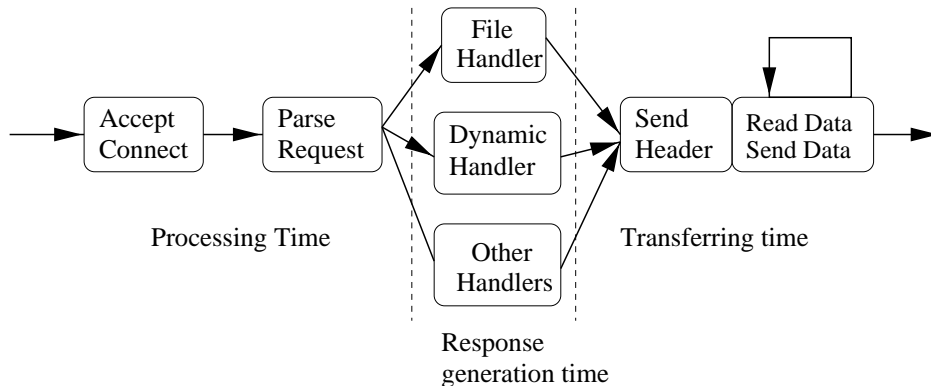 File
Handler
Accept
Connect
Parse
Request
Dynamic
Handler
Send
Header
Read Data
Send Data
Other
Handlers
Processing Time
Transferring time
Response
generation time